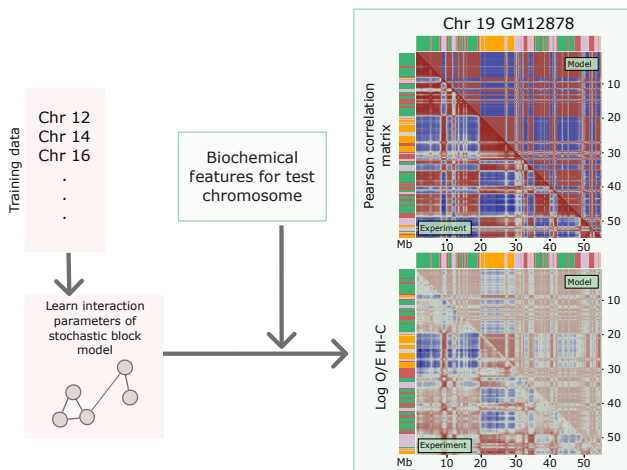 Training data
Chr 12
Chr 14
Chr 16
.
.
.
Learn interaction
parameters of
stochastic block
model
Biochemical
features for test
chromosome
Chr 19 GM12878
Pearson correlation
matrix
Model
10
20
30
40
50
Experiment
Mb
10
20
30
40
50
Log O/E Hi-C
Model
10
20
30
40
50
Experiment
Mb
10
20
30
40
50